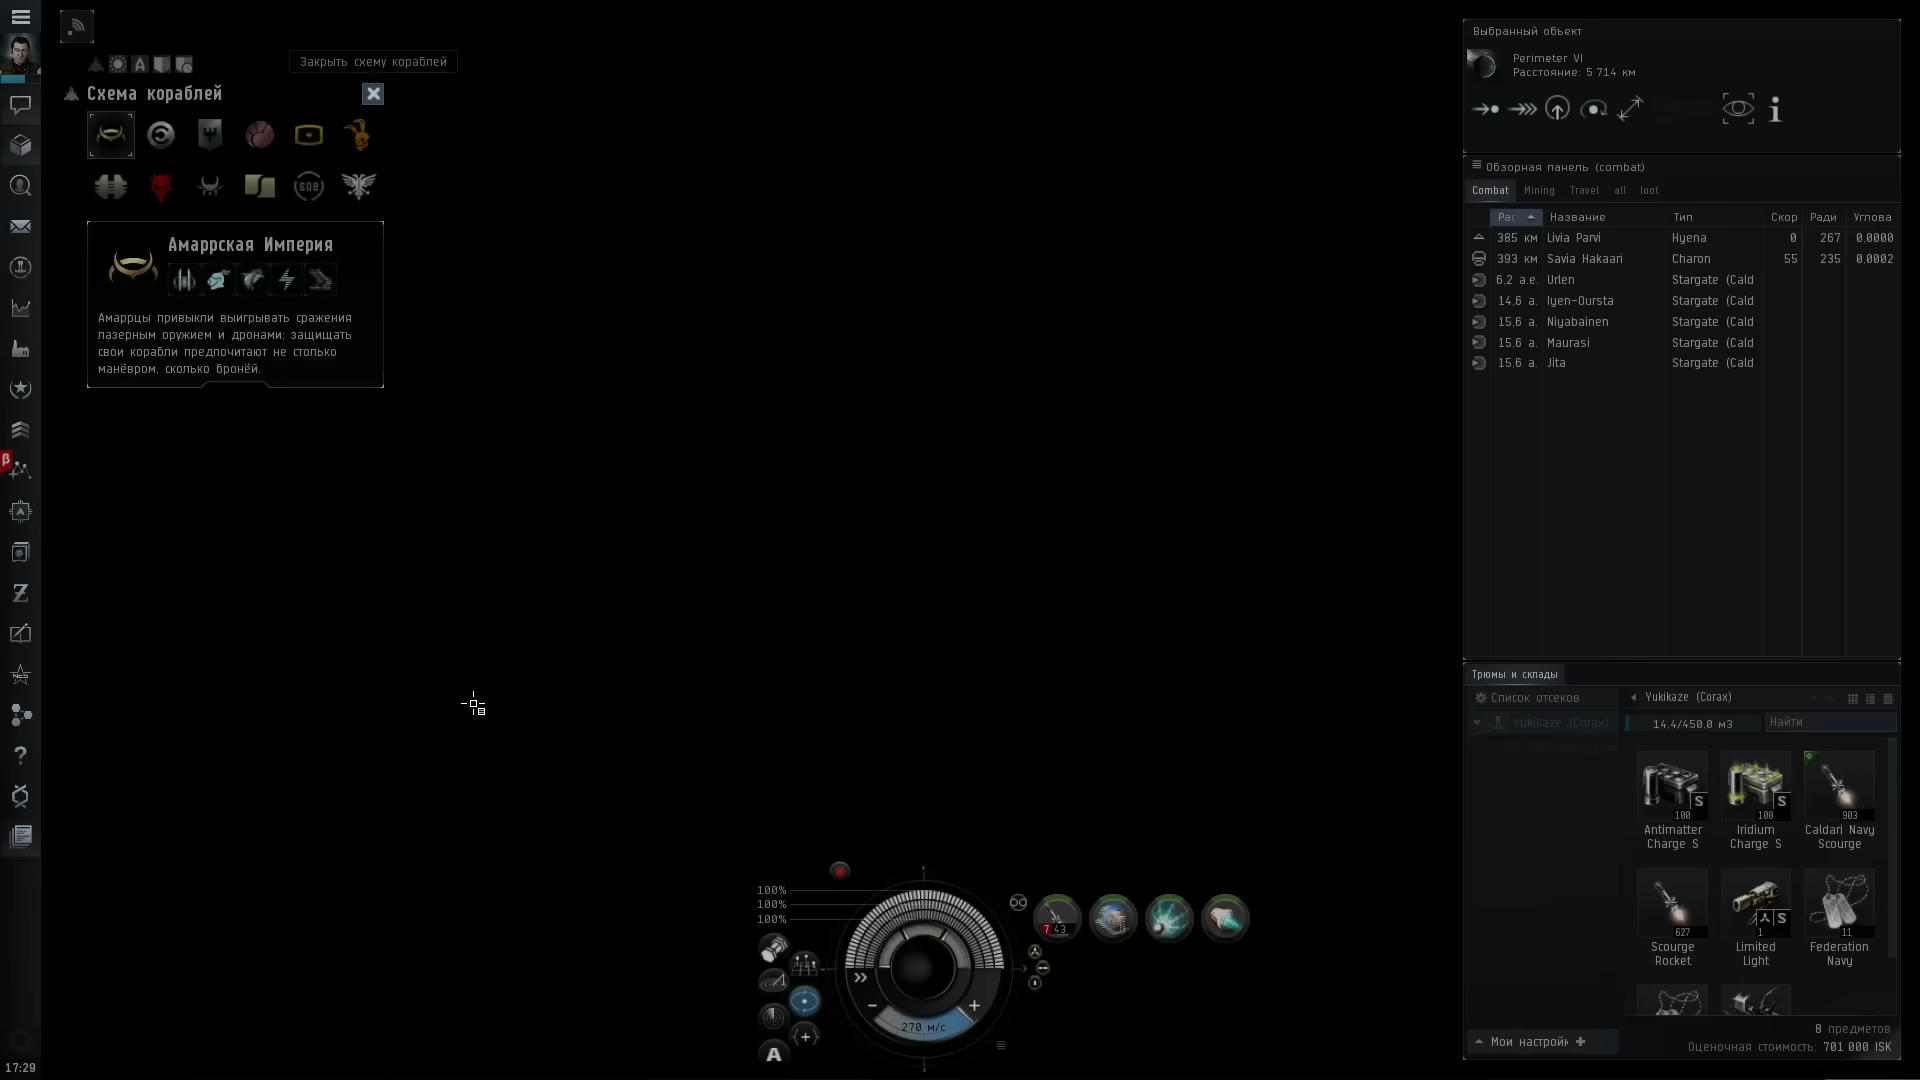 Закрыть схему кораблей
Схема кораблей
SOE
Амаррская Империя
Амаррцы привыкли выигрывать сражения
лазерным оружием и дронами; защищать
свои корабли предпочитают не столько
манёвром, сколько бронёй.
β
17:29
Выбранный объект
Perimeter VI
Расстояние: 5 714 км
Обзорная панель (combat)
Combat Mining Travel all loot
Рас Название Тип Скор Ради Углова
385 км Livia Parvi Hyena 0 267 0,0000
393 км Savia Hakaari Charon 55 235 0,0002
6,2 а.е. Urlen Stargate (Cald
14,6 а. Iyen-Oursta Stargate (Cald
15,6 а. Niyabainen Stargate (Cald
15,6 а. Maurasi Stargate (Cald
15,6 а. Jita Stargate (Cald
Трюмы и склады
Список отсеков
Yukikaze (Corax)
Yukikaze (Corax)
14,4/450,0 м3
Найти
S 100
Antimatter
Charge S
S 100
Iridium
Charge S
903
Caldari Navy
Scourge
627
Scourge
Rocket
S 1
Limited
Light
11
Federation
Navy
Мои настройк
8 предметов
Оценочная стоимость: 701 000 ISK
100%
100%
100%
7 43
270 м/с
A